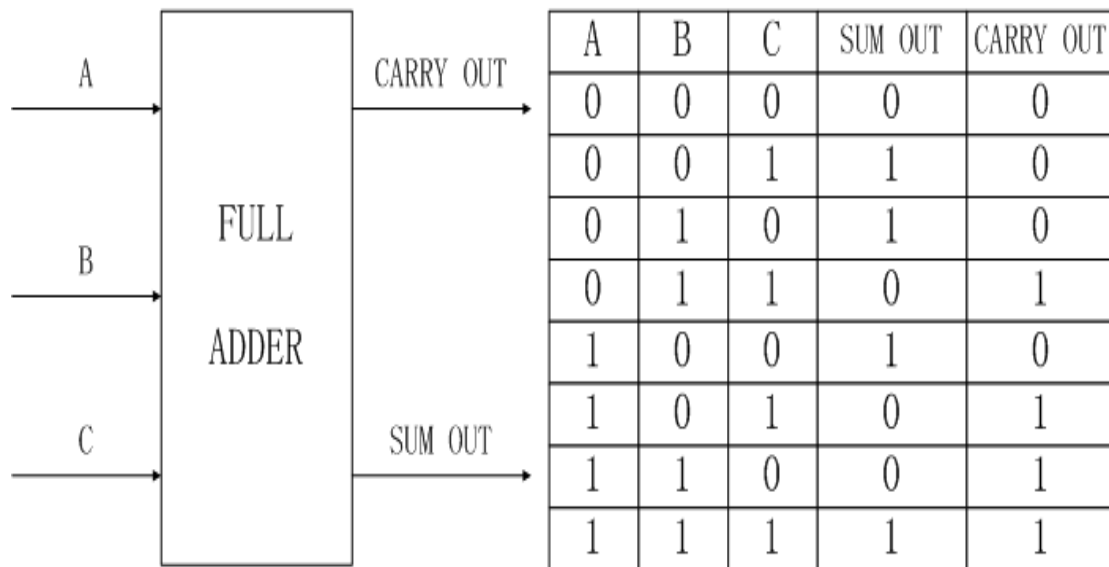 A
B
C
FULL
ADDER
CARRY OUT
SUM OUT
A B C SUM OUT CARRY OUT
0 0 0 0 0
0 0 1 1 0
0 1 0 1 0
0 1 1 0 1
1 0 0 1 0
1 0 1 0 1
1 1 0 0 1
1 1 1 1 1